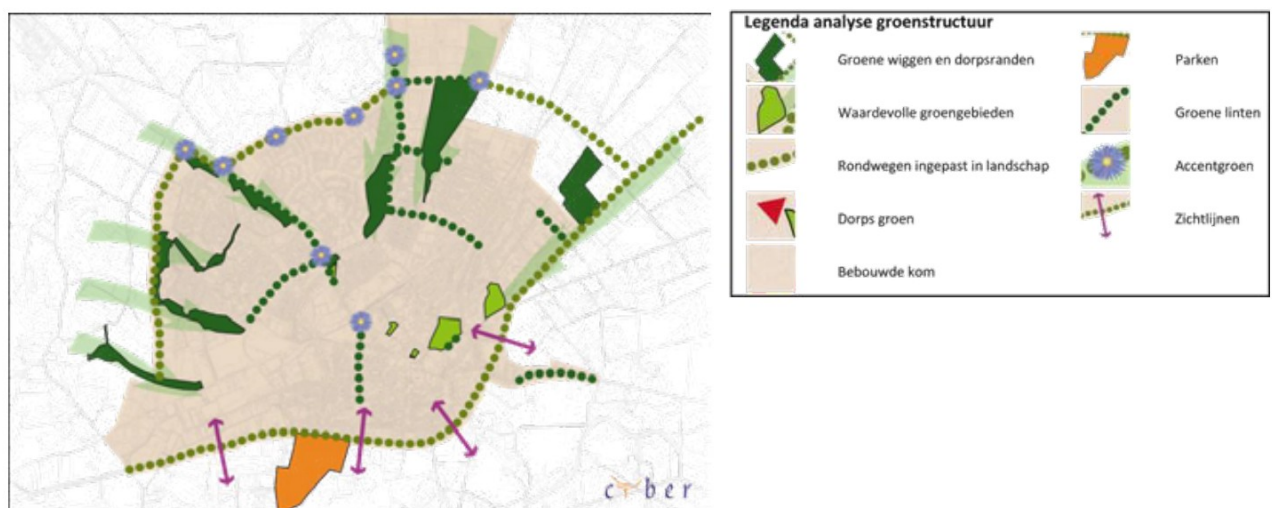 Legenda analyse groenstructuur
Groene wiggen en dorpsranden
Parken
Waardevolle groengebieden
Groene linten
Rondwegen ingepast in landschap
Accentgroen
Dorps groen
Zichtlijnen
Bebouwde kom
cyber